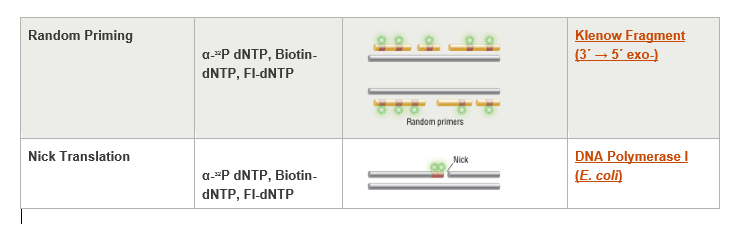 Random Priming
α-³²P dNTP, Biotin-
dNTP, Fl-dNTP
Random primers
Klenow Fragment
(3´ → 5´ exo-)
Nick Translation
α-³²P dNTP, Biotin-
dNTP, Fl-dNTP
Nick
DNA Polymerase I
(E. coli)